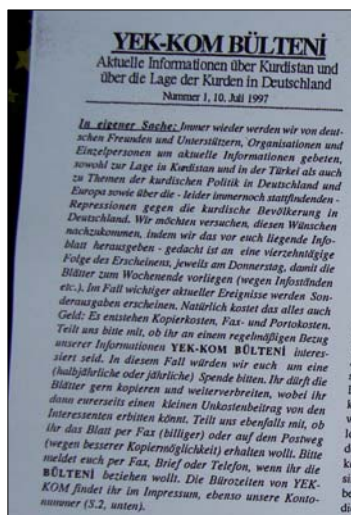 YEK-KOM BÜLTENİ
Aktuelle Informationen über Kurdistan und
über die Lage der Kurden in Deutschland
Nummer 1, 10. Juli 1997
In eigener Sache: Immer wieder werden wir von deut-
schen Freunden und Unterstützern, Organisationen und
Einzelpersonen um aktuelle Informationen gebeten,
sowohl zur Lage in Kurdistan und in der Türkei als auch
zu Themen der kurdischen Politik in Deutschland und
Europa sowie über die - leider immernoch stattfindenden -
Repressionen gegen die kurdische Bevölkerung in
Deutschland. Wir möchten versuchen, diesen Wünschen
nachzukommen, indem wir das vor euch liegende Info-
blatt herausgeben - gedacht ist an eine vierzehntägige
Folge des Erscheinens, jeweils am Donnerstag, damit die
Blätter zum Wochenende vorliegen (wegen Infoständen
etc.). Im Fall wichtiger aktueller Ereignisse werden Son-
derausgaben erscheinen. Natürlich kostet das alles auch
Geld: Es entstehen Kopierkosten, Fax- und Portokosten.
Teilt uns bitte mit, ob ihr an einem regelmäßigen Bezug
unserer Informationen YEK-KOM BÜLTENİ interes-
siert seid. In diesem Fall würden wir euch um eine
(halbjährliche oder jährliche) Spende bitten. Ihr dürft die
Blätter gern kopieren und weiterverbreiten, wobei ihr
dann eurerseits einen kleinen Unkostenbeitrag von den
Interessenten erbitten könnt. Teilt uns ebenfalls mit, ob
ihr das Blatt per Fax (billiger) oder auf dem Postweg
(wegen besserer Kopiermöglichkeit) erhalten wollt. Bitte
meldet euch per Fax, Brief oder Telefon, wenn ihr die
BÜLTENİ beziehen wollt. Die Bürozeiten von YEK-
KOM findet ihr im Impressum, ebenso unsere Konto-
nummer (S.2, unten).